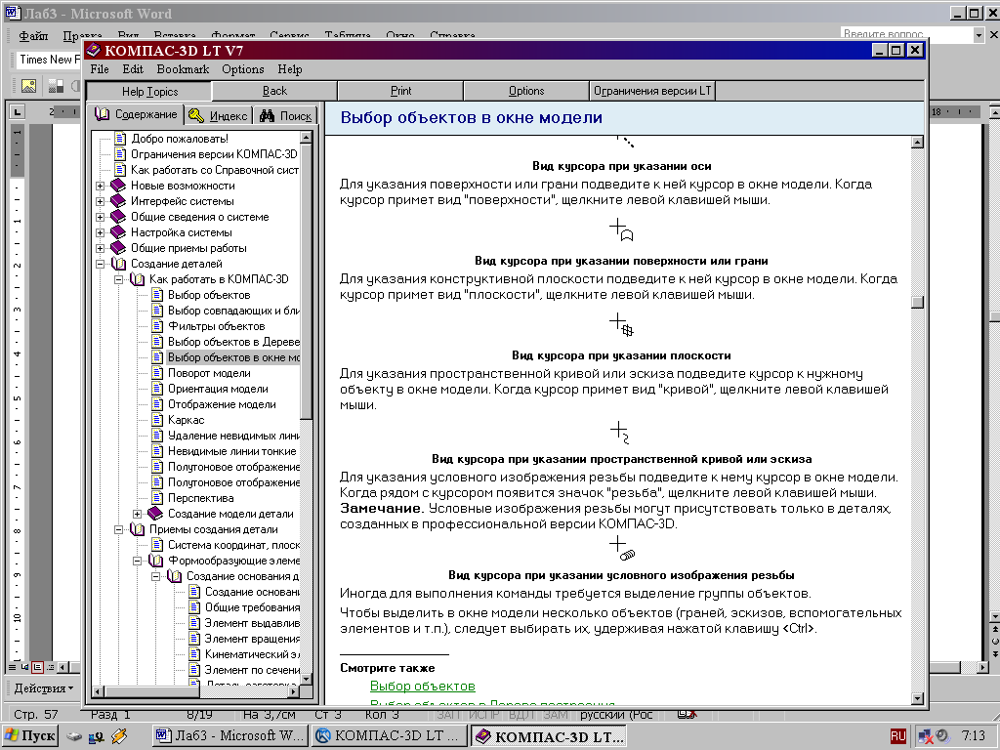 Лаб3 - Microsoft Word
Файл Правка Вид Вставка Формат Сервис Таблица Окно Справка
Введите вопрос
Times New
КОМПАС-3D LT V7
File Edit Bookmark Options Help
Help Topics Back Print Options Ограничения версии LT
Содержание Индекс Поиск
Добро пожаловать!
Ограничения версии КОМПАС-3D
Как работать со Справочной сист
Новые возможности
Интерфейс системы
Общие сведения о системе
Настройка системы
Общие приемы работы
Создание деталей
Как работать в КОМПАС-3D
Выбор объектов
Выбор совпадающих и бли
Фильтры объектов
Выбор объектов в Дереве
Выбор объектов в окне мо
Поворот модели
Ориентация модели
Отображение модели
Каркас
Удаление невидимых лини
Невидимые линии тонкие
Полутоновое отображение
Полутоновое отображение
Перспектива
Создание модели детали
Приемы создания детали
Система координат, плоск
Формообразующие элеме
Создание основания д
Создание основани
Общие требования
Элемент выдавлив
Элемент вращения
Кинематический эл
Элемент по сечени
Выбор объектов в окне модели
Вид курсора при указании оси
Для указания поверхности или грани подведите к ней курсор в окне модели. Когда
курсор примет вид "поверхности", щелкните левой клавишей мыши.
Вид курсора при указании поверхности или грани
Для указания конструктивной плоскости подведите к ней курсор в окне модели. Когда
курсор примет вид "плоскости", щелкните левой клавишей мыши.
Вид курсора при указании плоскости
Для указания пространственной кривой или эскиза подведите курсор к нужному
объекту в окне модели. Когда курсор примет вид "кривой", щелкните левой клавишей
мыши.
Вид курсора при указании пространственной кривой или эскиза
Для указания условного изображения резьбы подведите к нему курсор в окне модели.
Когда рядом с курсором появится значок "резьба", щелкните левой клавишей мыши.
Замечание. Условные изображения резьбы могут присутствовать только в деталях,
созданных в профессиональной версии КОМПАС-3D.
Вид курсора при указании условного изображения резьбы
Иногда для выполнения команды требуется выделение группы объектов.
Чтобы выделить в окне модели несколько объектов (граней, эскизов, вспомогательных
элементов и т.п.), следует выбирать их, удерживая нажатой клавишу <Ctrl>.
Смотрите также
Выбор объектов
Выбор объектов в Дереве построения
Действия
Стр. 57 Разд 1 8/19 На 3,7см Ст 3 Кол 3 ЗАП ИСПР ВДЛ ЗАМ русский (Рос
Пуск Лаб3 - Microsoft W... КОМПАС-3D LT ... КОМПАС-3D LT... RU 7:13